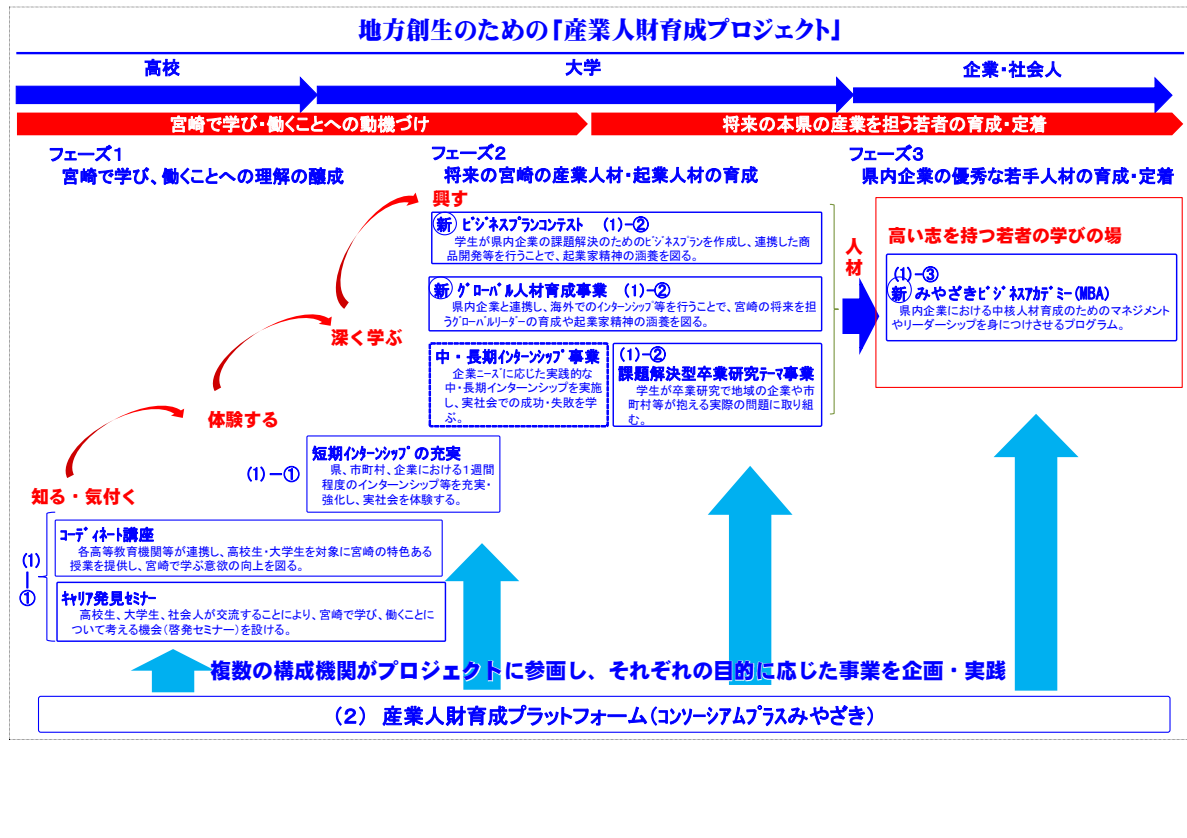 地方創生のための「産業人財育成プロジェクト」
高校
大学
企業・社会人
宮崎で学び・働くことへの動機づけ
将来の本県の産業を担う若者の育成・定着
フェーズ1
宮崎で学び、働くことへの理解の醸成
フェーズ2
将来の宮崎の産業人材・起業人材の育成
フェーズ3
県内企業の優秀な若手人材の育成・定着
興す
新 ビジネスプランコンテスト (1)-②
学生が県内企業の課題解決のためのビジネスプランを作成し、連携した商
品開発等を行うことで、起業家精神の涵養を図る。
新 グローバル人材育成事業 (1)-②
県内企業と連携し、海外でのインターンシップ等を行うことで、宮崎の将来を担
うグローバルリーダーの育成や起業家精神の涵養を図る。
深く学ぶ
中・長期インターンシップ事業
企業ニーズに応じた実践的な
中・長期インターンシップを実施
し、実社会での成功・失敗を学
ぶ。
(1)-②
課題解決型卒業研究テーマ事業
学生が卒業研究で地域の企業や市
町村等が抱える実際の問題に取り組
む。
人
材
高い志を持つ若者の学びの場
(1)-③
新 みやざきビジネスアカデミー(MBA)
県内企業における中核人材育成のためのマネジメント
やリーダーシップを身につけさせるプログラム。
体験する
(1)-①
短期インターンシップの充実
県、市町村、企業における1週間
程度のインターンシップ等を充実・
強化し、実社会を体験する。
知る・気付く
(1)
|
①
コーディネート講座
各高等教育機関等が連携し、高校生・大学生を対象に宮崎の特色ある
授業を提供し、宮崎で学ぶ意欲の向上を図る。
キャリア発見セミナー
高校生、大学生、社会人が交流することにより、宮崎で学び、働くことに
ついて考える機会(啓発セミナー)を設ける。
複数の構成機関がプロジェクトに参画し、それぞれの目的に応じた事業を企画・実践
(2) 産業人財育成プラットフォーム(コンソーシアムプラスみやざき)